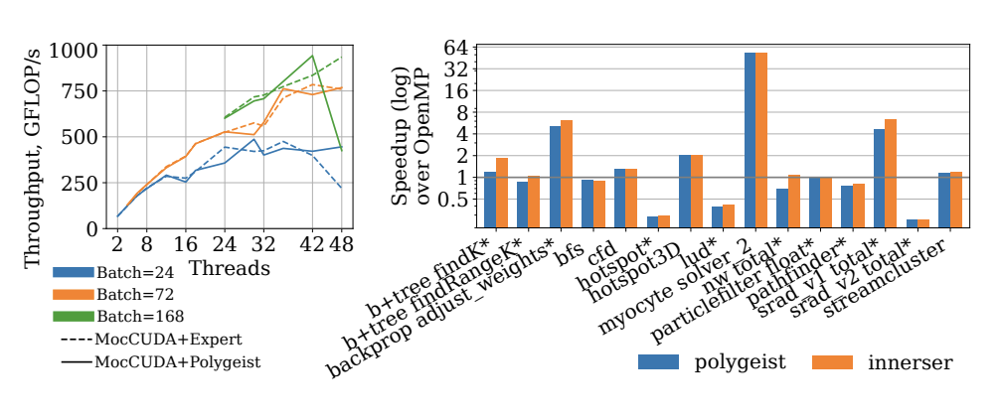 Throughput, GFLOP/s
1000
750
500
250
0
2 8 16 24 32 42 48
Threads
Batch=24
Batch=72
Batch=168
MocCUDA+Expert
MocCUDA+Polygeist
Speedup (log)
over OpenMP
64
32
16
8
4
2
1
0.5
b+tree findK*
b+tree findRangeK*
backprop adjust_weights*
bfs
cfd
hotspot*
hotspot3D
lud*
myocyte solver_2
nw total*
particlefilter float*
pathfinder*
srad_v1 total*
srad_v2 total*
streamcluster
polygeist
innerser